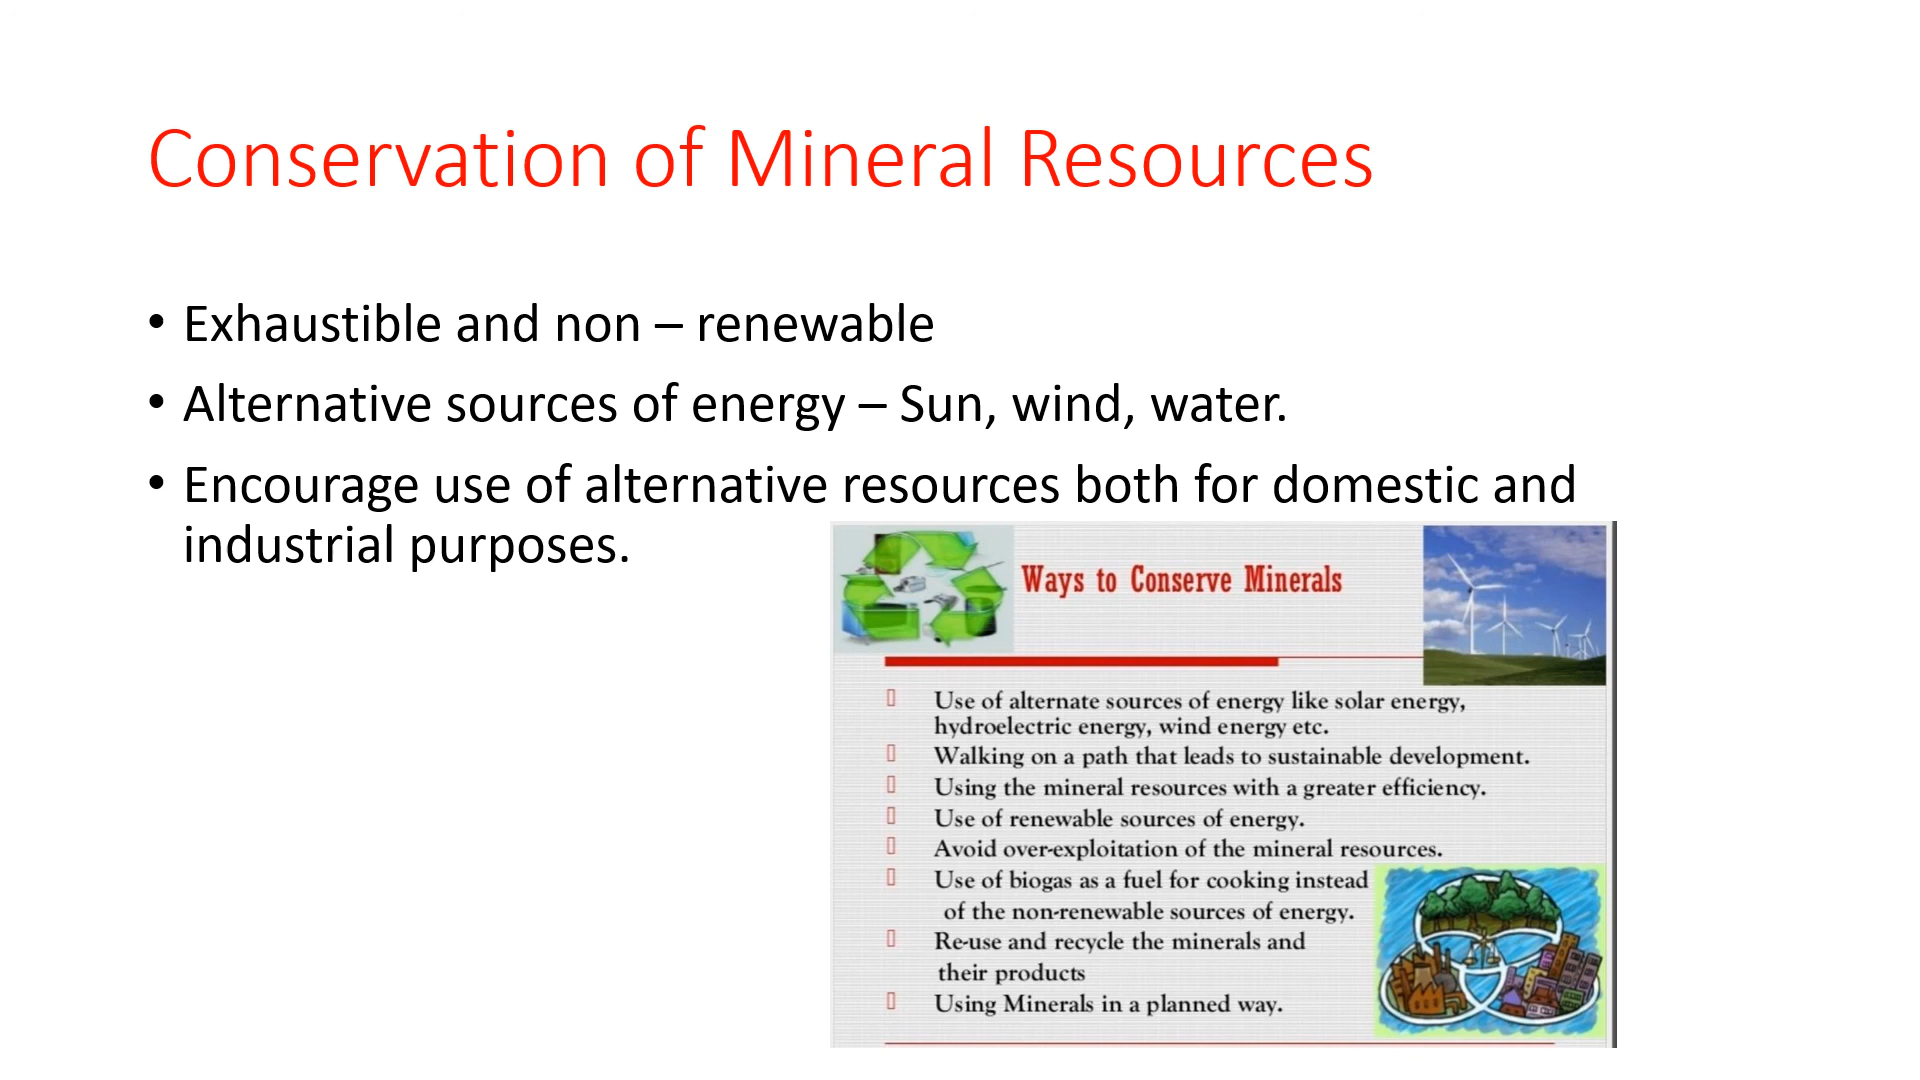 Conservation of Mineral Resources
• Exhaustible and non – renewable
• Alternative sources of energy – Sun, wind, water.
• Encourage use of alternative resources both for domestic and
industrial purposes.
Ways to Conserve Minerals
Use of alternate sources of energy like solar energy,
hydroelectric energy, wind energy etc.
Walking on a path that leads to sustainable development.
Using the mineral resources with a greater efficiency.
Use of renewable sources of energy.
Avoid over-exploitation of the mineral resources.
Use of biogas as a fuel for cooking instead
of the non-renewable sources of energy.
Re-use and recycle the minerals and
their products
Using Minerals in a planned way.